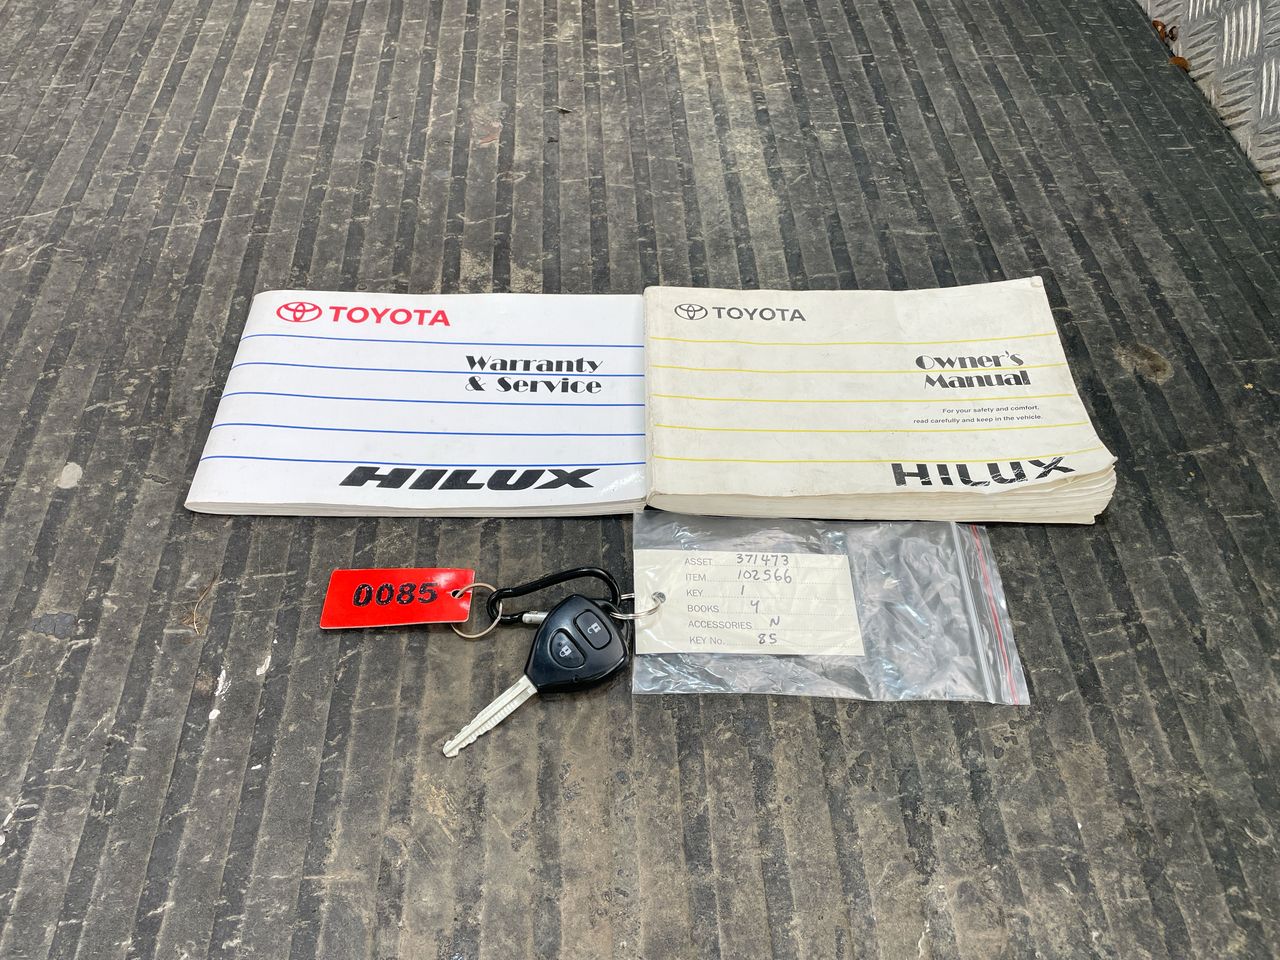 TOYOTA
Warranty
& Service
HILUX
TOYOTA
Owner's
Manual
For your safety and comfort,
read carefully and keep in the vehicle.
HILUX
0085
ASSET 371473
ITEM 102566
KEY 1
BOOKS Y
ACCESSORIES N
KEY No. 85